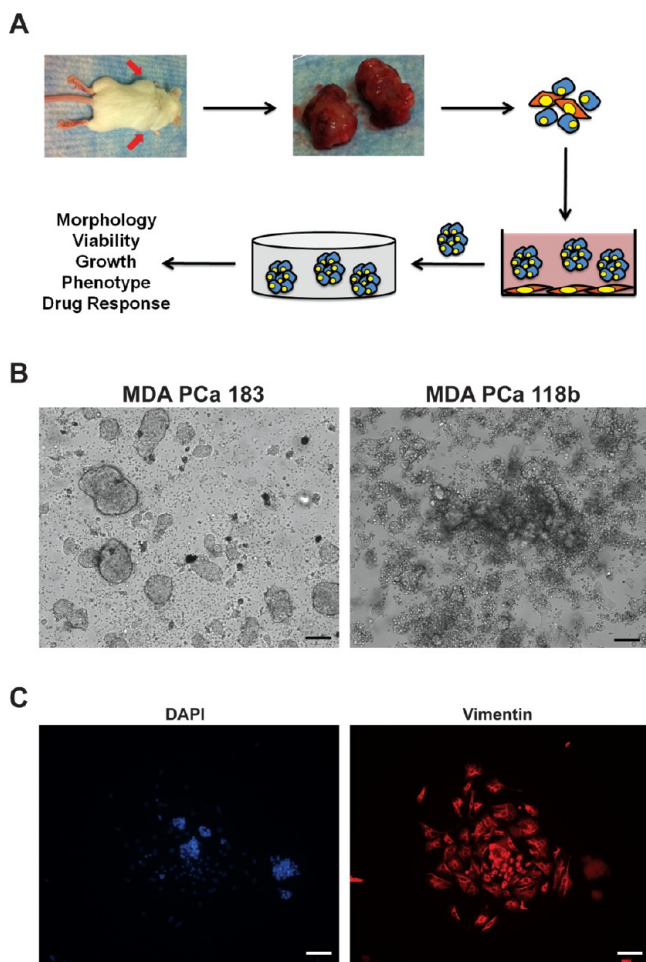 A
Morphology
Viability
Growth
Phenotype
Drug Response
B
MDA PCa 183
MDA PCa 118b
C
DAPI
Vimentin